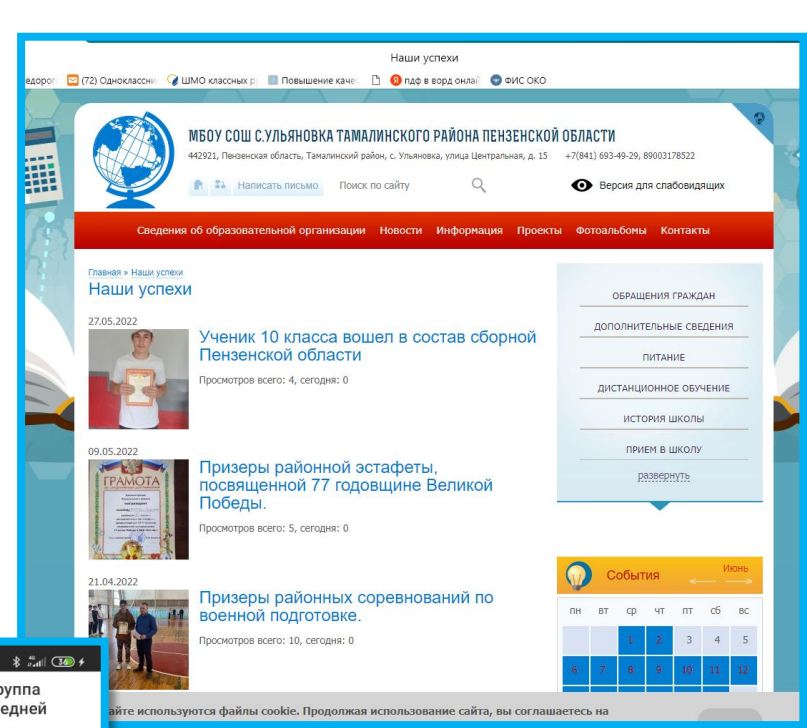 Наши успехи
(72) Одноклассни ШМО классных р Повышение каче пдф в ворд онлай ФИС ОКО
МБОУ СОШ С.УЛЬЯНОВКА ТАМАЛИНСКОГО РАЙОНА ПЕНЗЕНСКОЙ ОБЛАСТИ
442921, Пензенская область, Тамалинский район, с. Ульяновка, улица Центральная, д. 15 +7(841) 693-49-29, 89003178522
Написать письмо Поиск по сайту Версия для слабовидящих
Сведения об образовательной организации Новости Информация Проекты Фотоальбомы Контакты
Главная » Наши успехи
Наши успехи
27.05.2022
Ученик 10 класса вошел в состав сборной
Пензенской области
Просмотров всего: 4, сегодня: 0
09.05.2022
ГРАМОТА
Призеры районной эстафеты,
посвященной 77 годовщине Великой
Победы.
Просмотров всего: 5, сегодня: 0
21.04.2022
Призеры районных соревнований по
военной подготовке.
Просмотров всего: 10, сегодня: 0
ОБРАЩЕНИЯ ГРАЖДАН
ДОПОЛНИТЕЛЬНЫЕ СВЕДЕНИЯ
ПИТАНИЕ
ДИСТАНЦИОННОЕ ОБУЧЕНИЕ
ИСТОРИЯ ШКОЛЫ
ПРИЕМ В ШКОЛУ
развернуть
События Июнь
пн вт ср чт пт сб вс
1 2 3 4 5
6 7 8 9 10 11 12
36
руппа
едней
айте используются файлы cookie. Продолжая использование сайта, вы соглашаетесь на